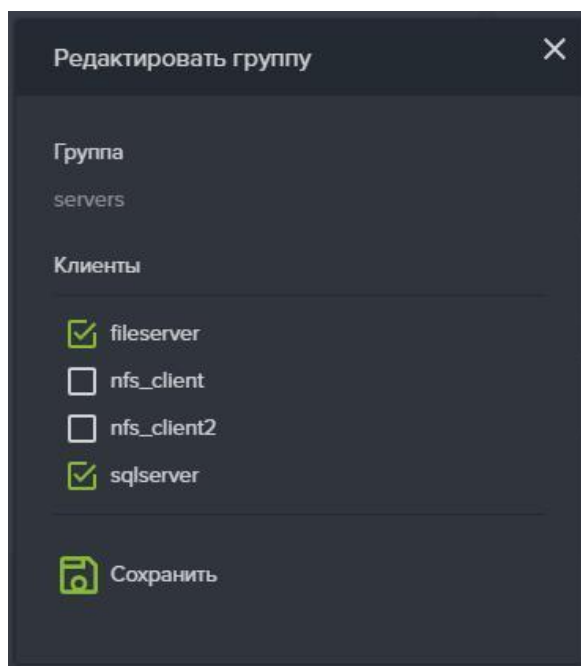 Редактировать группу
Группа
servers
Клиенты
fileserver
nfs_client
nfs_client2
sqlserver
Сохранить